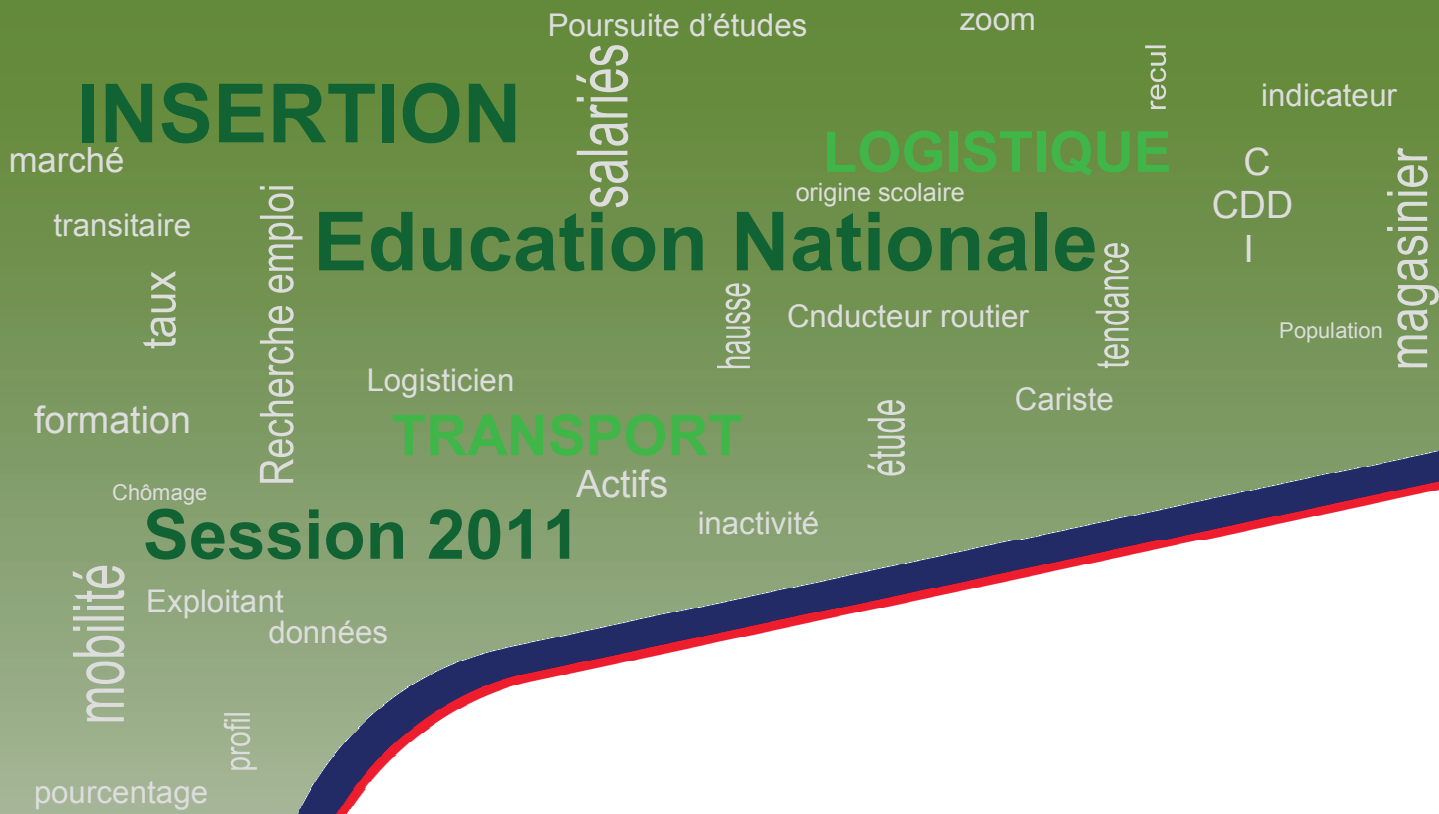 Poursuite d'études
zoom
salariés
recul
INSERTION
indicateur
LOGISTIQUE
marché
C
CDD
I
magasinier
origine scolaire
transitaire
Recherche emploi
Education Nationale
taux
tendance
hausse
Cnducteur routier
Population
Logisticien
Cariste
formation
TRANSPORT
étude
Actifs
Chômage
Session 2011
inactivité
mobilité
Exploitant
données
profil
pourcentage